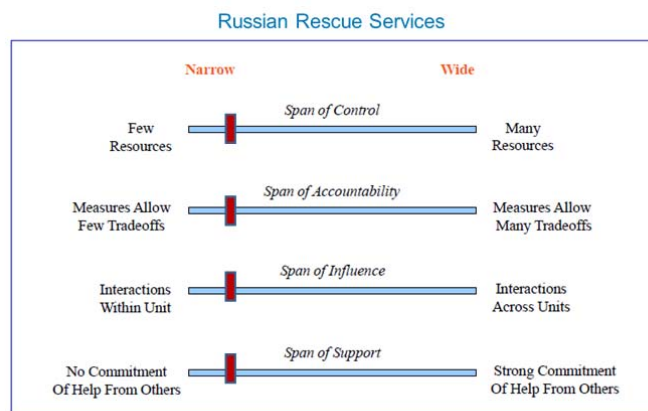 Russian Rescue Services
Narrow Wide
Span of Control
Few
Resources
Many
Resources
Span of Accountability
Measures Allow
Few Tradeoffs
Measures Allow
Many Tradeoffs
Span of Influence
Interactions
Within Unit
Interactions
Across Units
Span of Support
No Commitment
Of Help From Others
Strong Commitment
Of Help From Others